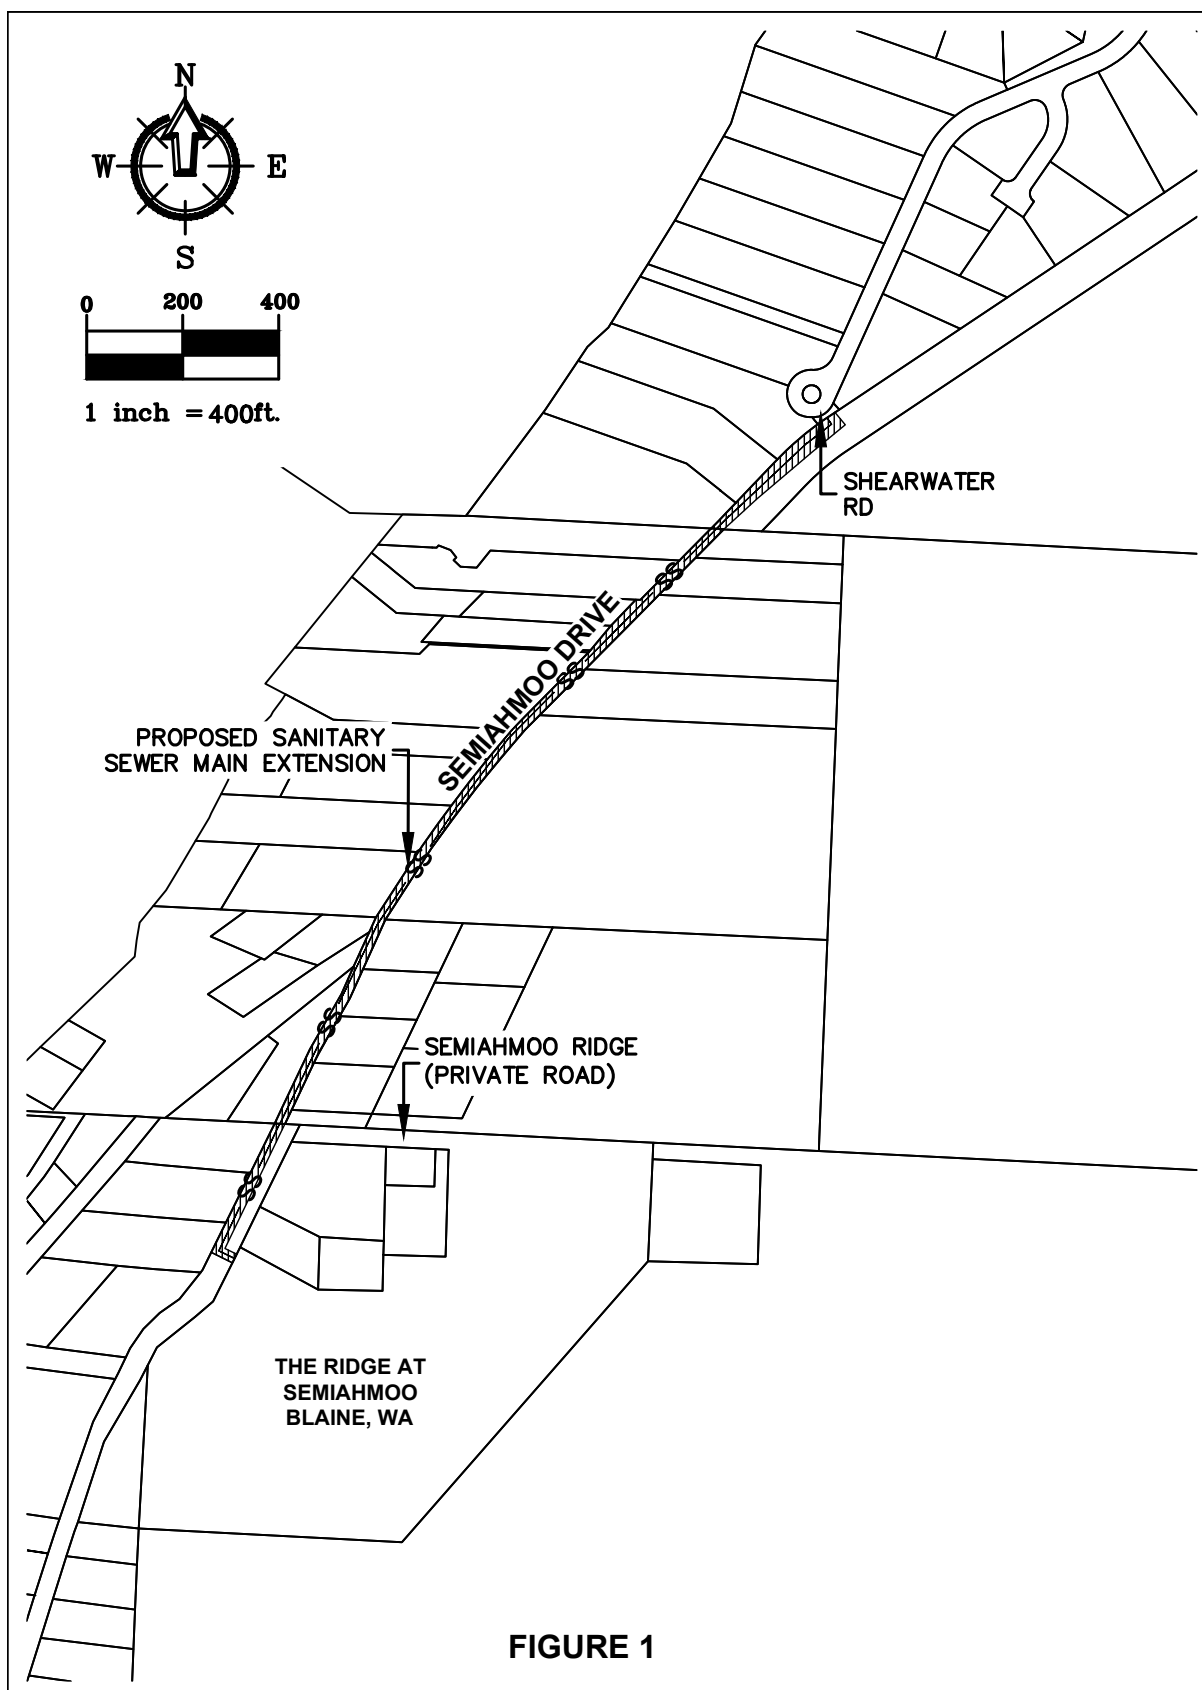 N
W E
S
0 200 400
1 inch = 400ft.
SHEARWATER
RD
SS
SEMIAHMOO DRIVE
SS
PROPOSED SANITARY
SEWER MAIN EXTENSION
SS
SS
SEMIAHMOO RIDGE
(PRIVATE ROAD)
SS
THE RIDGE AT
SEMIAHMOO
BLAINE, WA
FIGURE 1